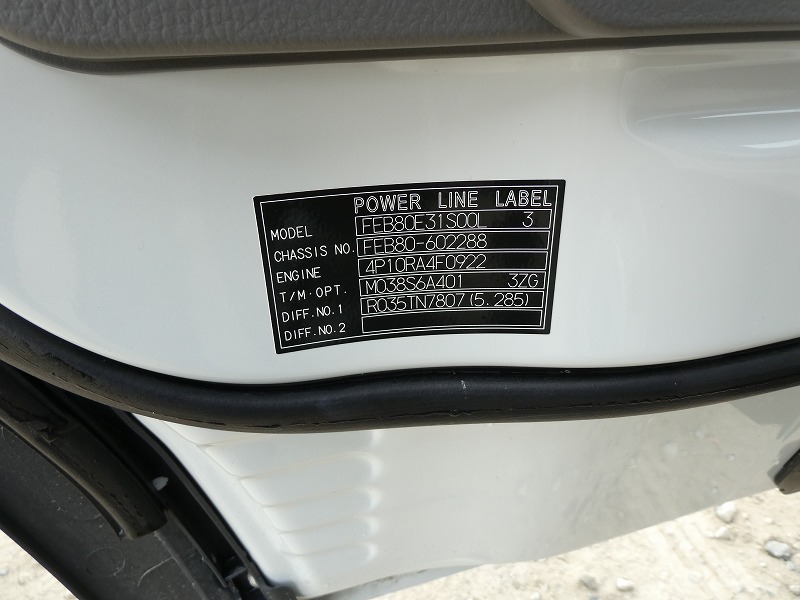 POWER LINE LABEL
MODEL FEB80E31S00L 3
CHASSIS NO. FEB80-602288
ENGINE 4P10RA4F0922
T/M·OPT. M038S6A401 3ZG
DIFF.NO.1 R035TN7807(5.285)
DIFF.NO.2